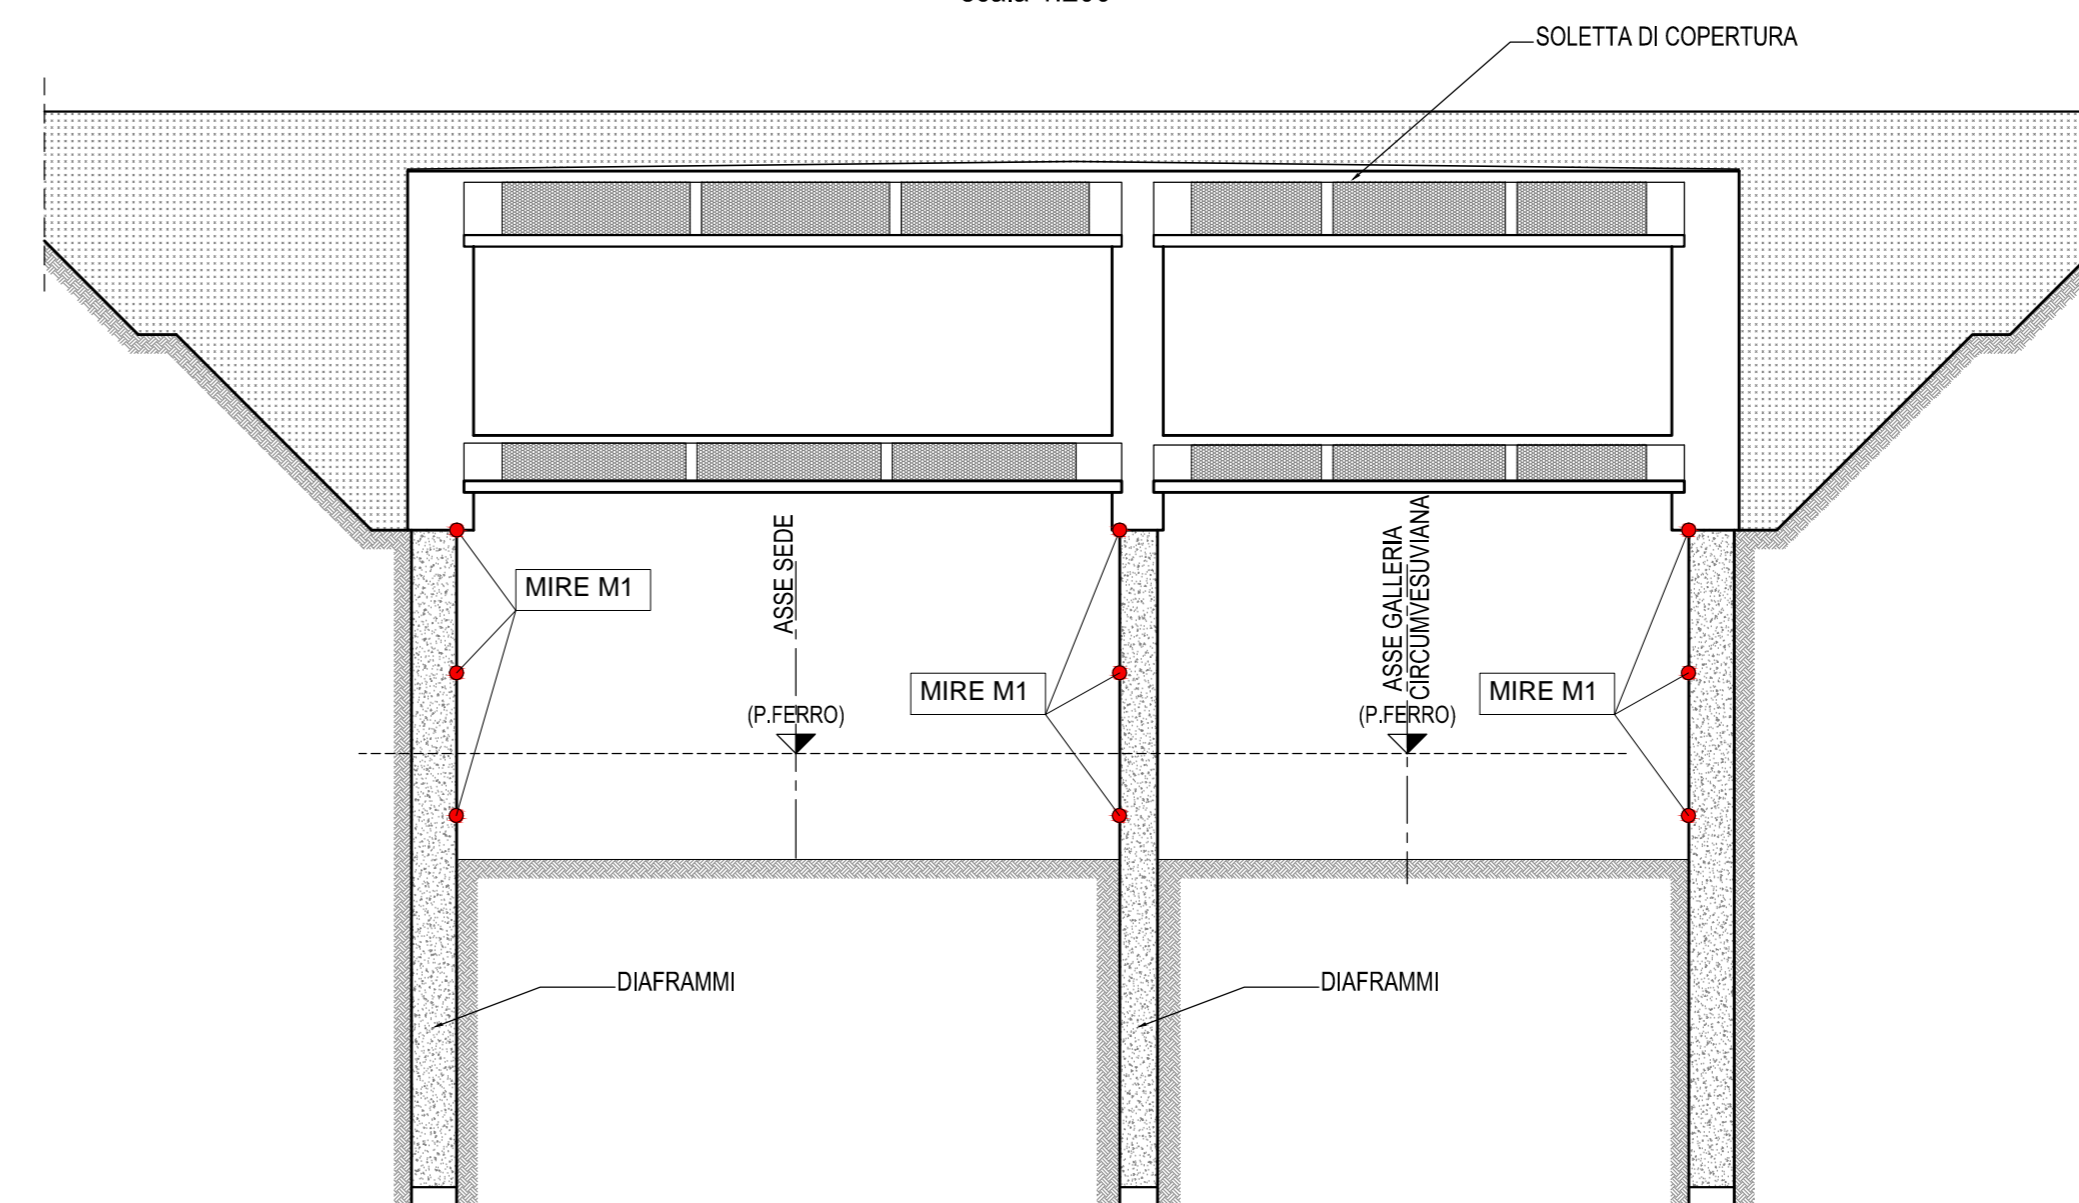 SOLETTA DI COPERTURA
ASSE SEDE
ASSE GALLERIA
CIRCUMVESUVIANA
MIRE M1
MIRE M1
MIRE M1
(P.FERRO)
(P.FERRO)
DIAFRAMMI
DIAFRAMMI